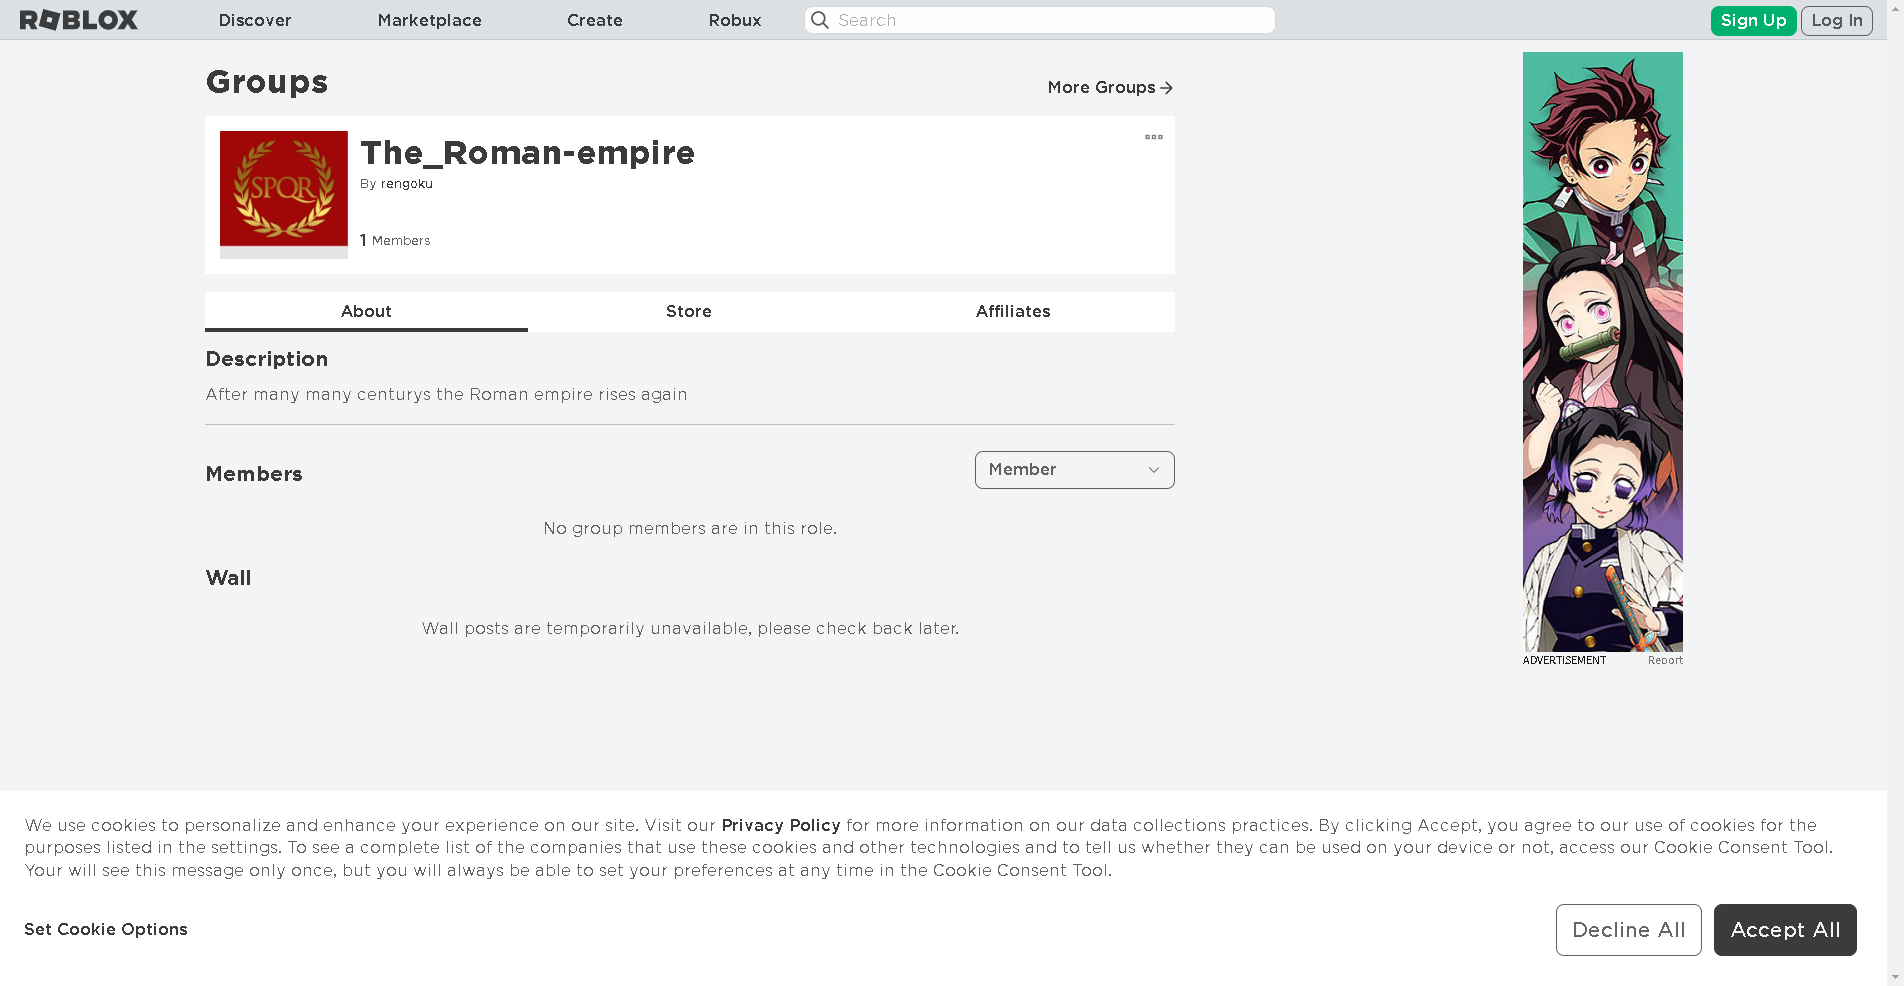 ROBLOX Discover Marketplace Create Robux Search Sign Up Log In
Groups
More Groups
The_Roman-empire
By rengoku
SPQR
1 Members
About Store Affiliates
Description
After many many centurys the Roman empire rises again
Members
Member
No group members are in this role.
Wall
Wall posts are temporarily unavailable, please check back later.
ADVERTISEMENT Report
We use cookies to personalize and enhance your experience on our site. Visit our Privacy Policy for more information on our data collections practices. By clicking Accept, you agree to our use of cookies for the
purposes listed in the settings. To see a complete list of the companies that use these cookies and other technologies and to tell us whether they can be used on your device or not, access our Cookie Consent Tool.
Your will see this message only once, but you will always be able to set your preferences at any time in the Cookie Consent Tool.
Set Cookie Options
Decline All
Accept All